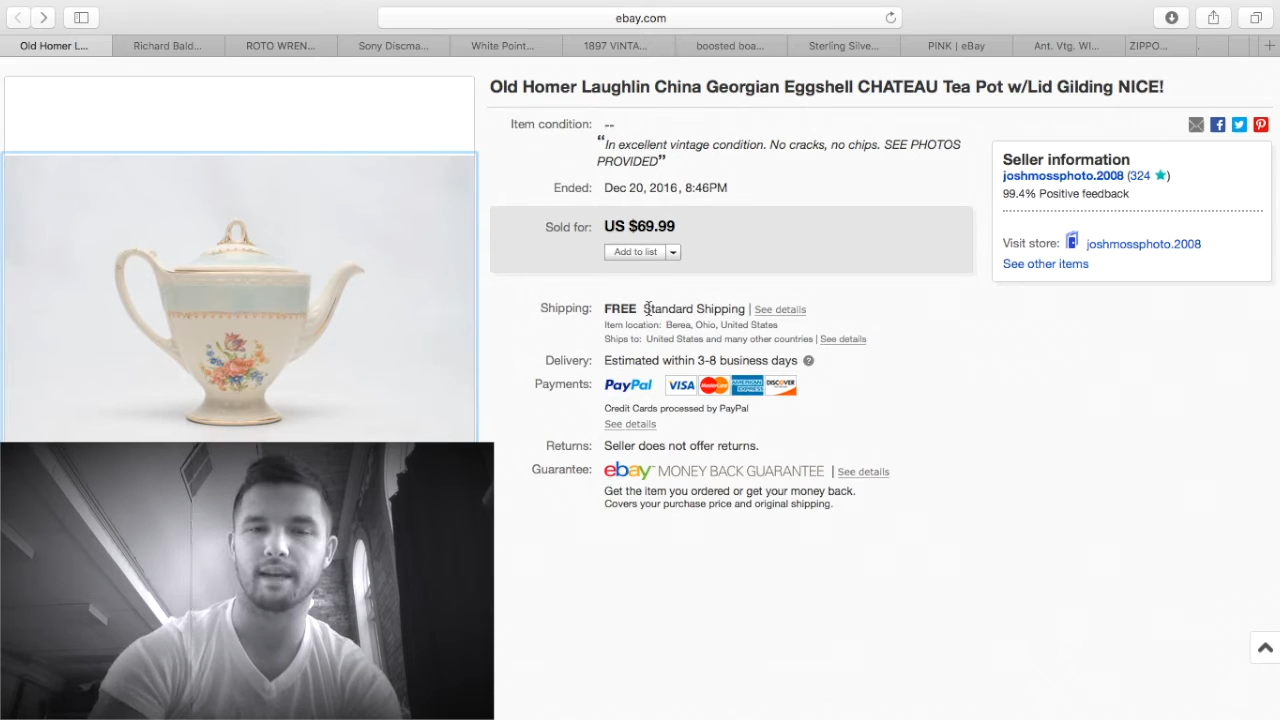 ebay.com
Old Homer L...
Richard Bald...
ROTO WREN...
Sony Discma...
White Point...
1897 VINTA...
boosted boa...
Sterling Silve...
PINK | eBay
Ant. Vtg. WI...
ZIPPO...
Old Homer Laughlin China Georgian Eggshell CHATEAU Tea Pot w/Lid Gilding NICE!
Item condition: --
“In excellent vintage condition. No cracks, no chips. SEE PHOTOS
PROVIDED”
Ended: Dec 20, 2016 , 8:46PM
Sold for: US $69.99
Add to list
Shipping: FREE Standard Shipping | See details
Item location: Berea, Ohio, United States
Ships to: United States and many other countries | See details
Delivery: Estimated within 3-8 business days ?
Payments: PayPal VISA MasterCard AMERICAN EXPRESS DISCOVER
Credit Cards processed by PayPal
See details
Returns: Seller does not offer returns.
Guarantee: ebay MONEY BACK GUARANTEE | See details
Get the item you ordered or get your money back.
Covers your purchase price and original shipping.
Seller information
joshmossphoto.2008 (324 ★)
99.4% Positive feedback
Visit store: joshmossphoto.2008
See other items